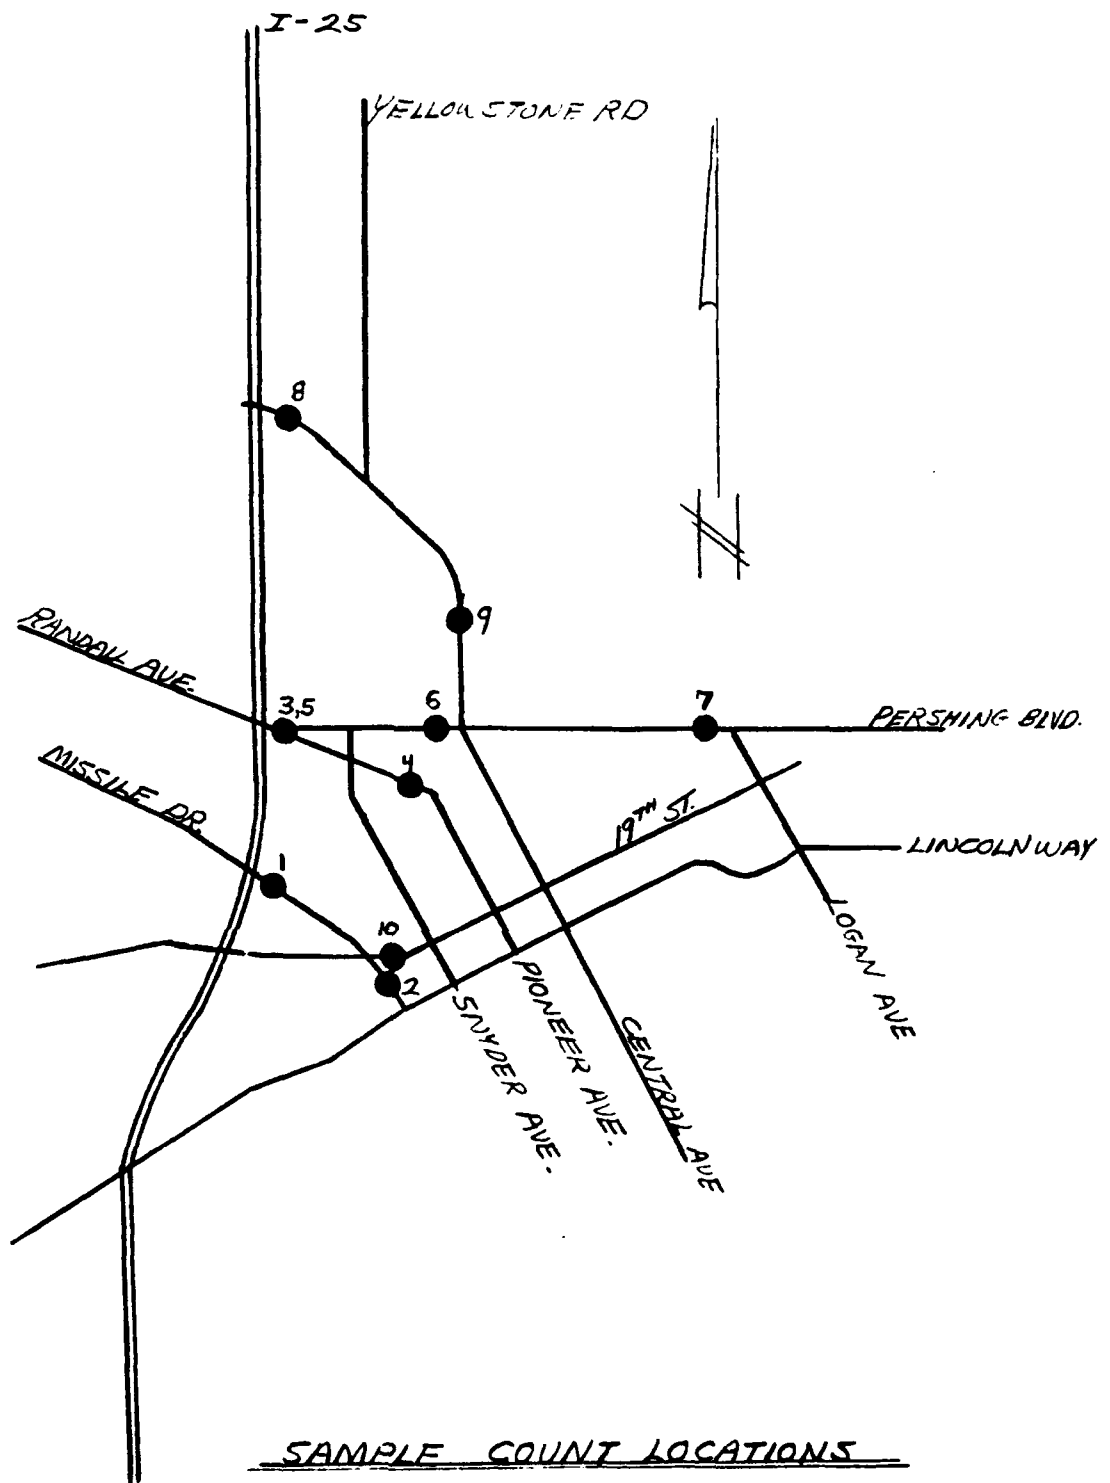 I-25
YELLOWSTONE RD
8
9
RANDALL AVE.
3,5
6
7
PERSHING BLVD.
4
MISSILE DR.
19TH ST.
1
LINCOLNWAY
10
2
LOGAN AVE
PIONEER AVE.
SNYDER AVE.
CENTRAL AVE
SAMPLE COUNT LOCATIONS